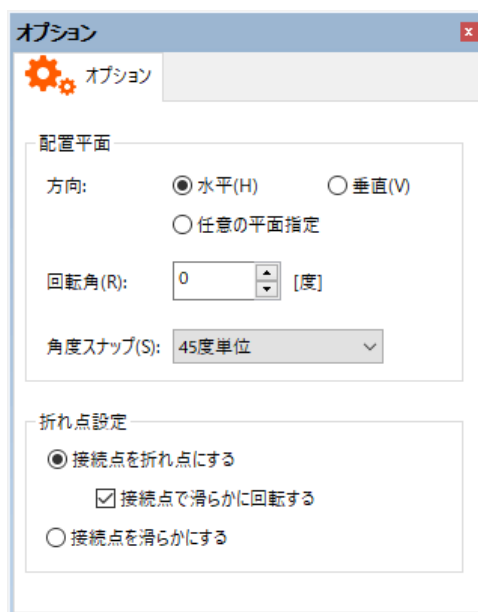 オプション
オプション
配置平面
方向: 水平(H) 垂直(V)
任意の平面指定
回転角(R): 0 [度]
角度スナップ(S): 45度単位
折れ点設定
接続点を折れ点にする
接続点で滑らかに回転する
接続点を滑らかにする